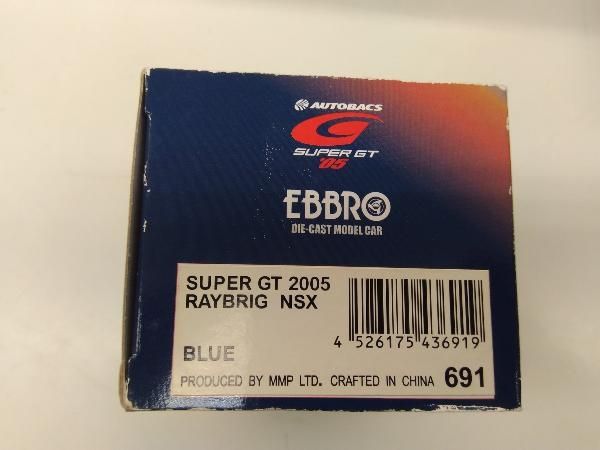 AUTOBACS
SUPER GT
'05
EBBRO
DIE-CAST MODEL CAR
SUPER GT 2005
RAYBRIG NSX
4 526175 436919
BLUE
PRODUCED BY MMP LTD. CRAFTED IN CHINA 691